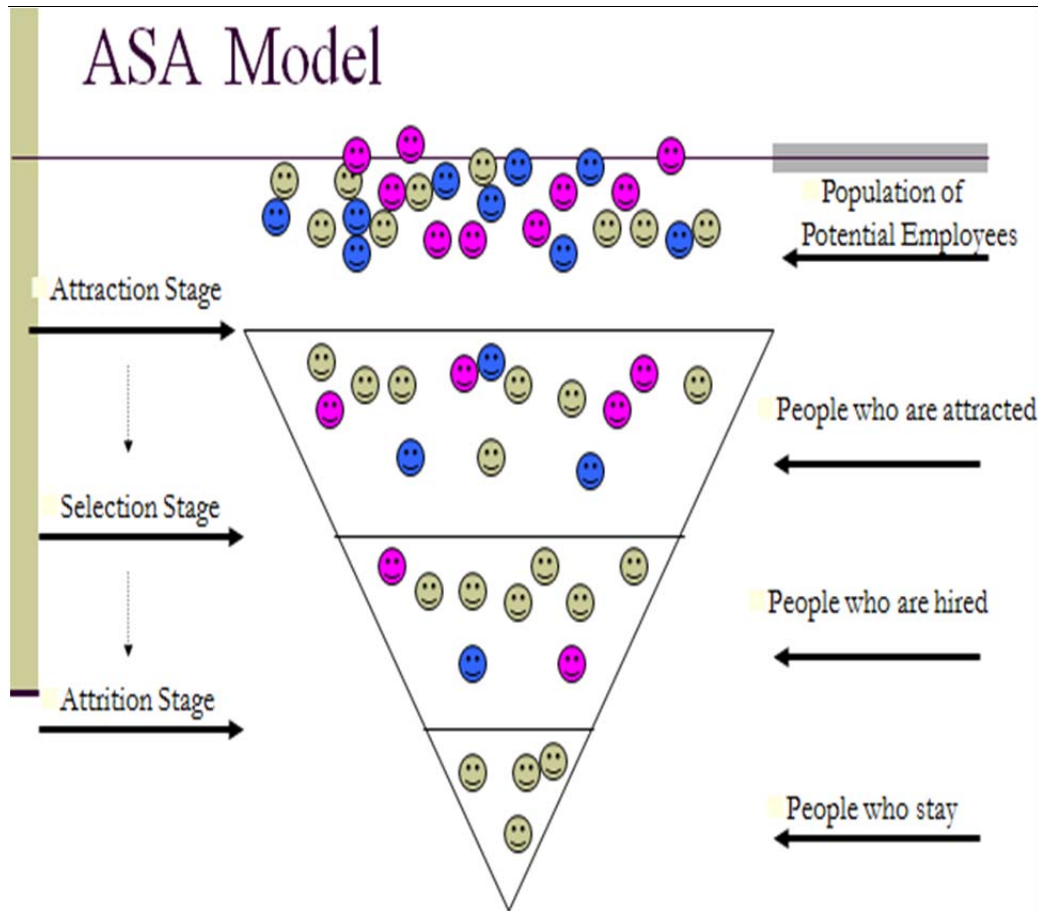 ASA Model
Population of
Potential Employees
Attraction Stage
People who are attracted
Selection Stage
People who are hired
Attrition Stage
People who stay